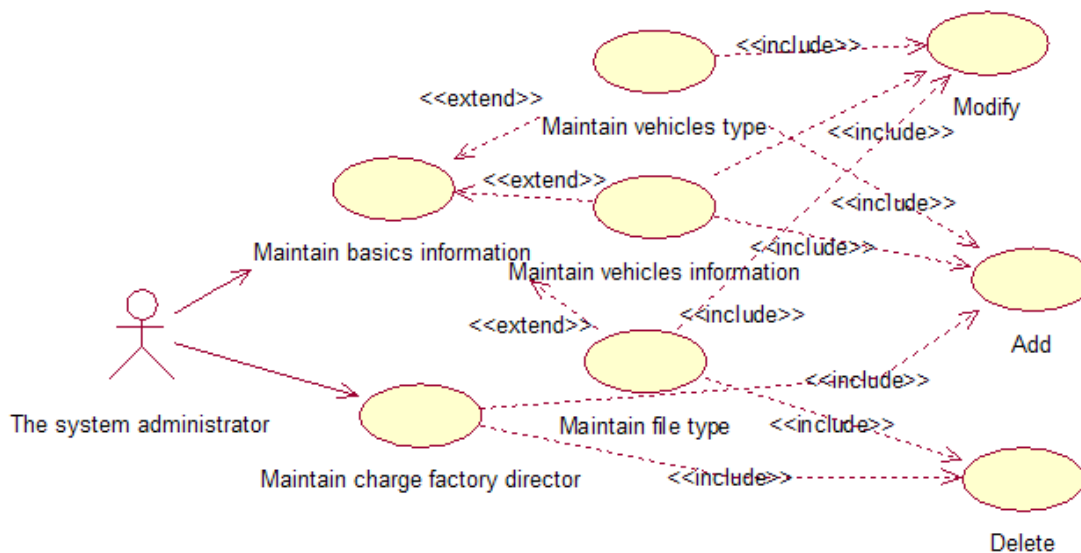 <<include>>
Modify
<<extend>>
Maintain vehicles type
<<include>>
<<extend>>
<<include>>
Maintain basics information
<<include>>
Maintain vehicles information
<<extend>>
<<include>>
Add
<<include>>
The system administrator
Maintain file type
<<include>>
Maintain charge factory director
<<include>>
Delete